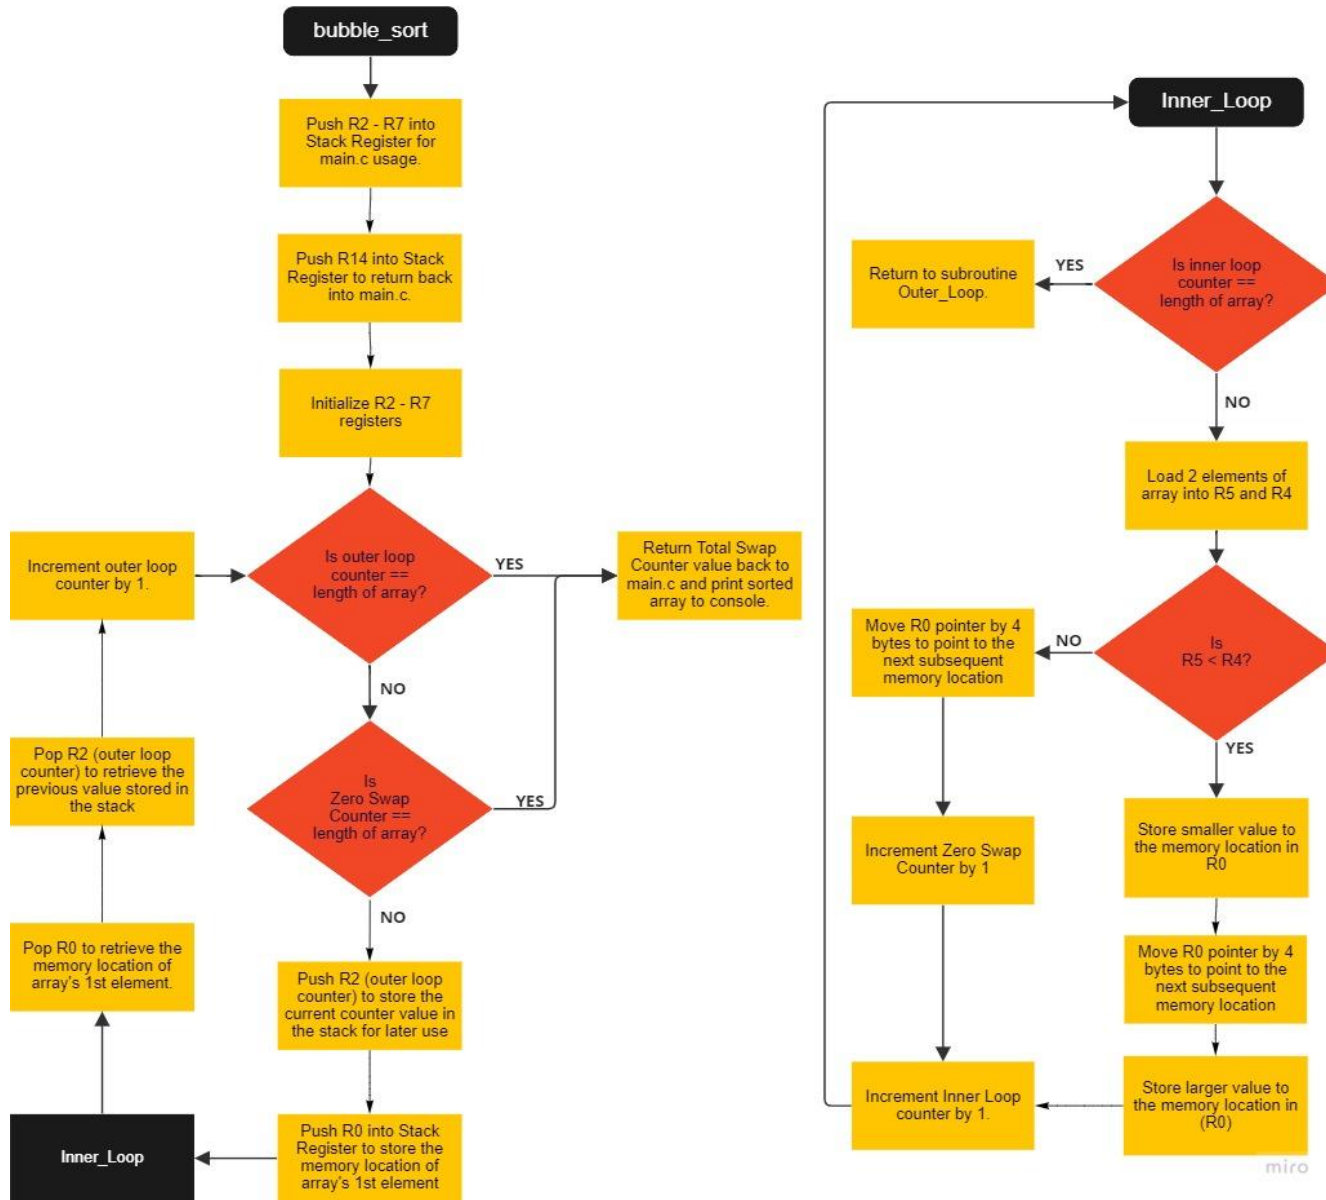 bubble_sort
Push R2 - R7 into
Stack Register for
main.c usage.
Push R14 into Stack
Register to return back
into main.c.
Initialize R2 - R7
registers
Is outer loop
counter ==
length of array?
YES
Return Total Swap
Counter value back to
main.c and print sorted
array to console.
NO
Is
Zero Swap
Counter ==
length of array?
YES
NO
Push R2 (outer loop
counter) to store the
current counter value in
the stack for later use
Push R0 into Stack
Register to store the
memory location of
array's 1st element
Inner_Loop
Pop R0 to retrieve the
memory location of
array's 1st element.
Pop R2 (outer loop
counter) to retrieve the
previous value stored in
the stack
Increment outer loop
counter by 1.
Inner_Loop
Is inner loop
counter ==
length of array?
YES
Return to subroutine
Outer_Loop.
NO
Load 2 elements of
array into R5 and R4
Is
R5 < R4?
NO
Move R0 pointer by 4
bytes to point to the
next subsequent
memory location
Increment Zero Swap
Counter by 1
YES
Store smaller value to
the memory location in
R0
Move R0 pointer by 4
bytes to point to the
next subsequent
memory location
Store larger value to
the memory location in
(R0)
Increment Inner Loop
counter by 1.
miro